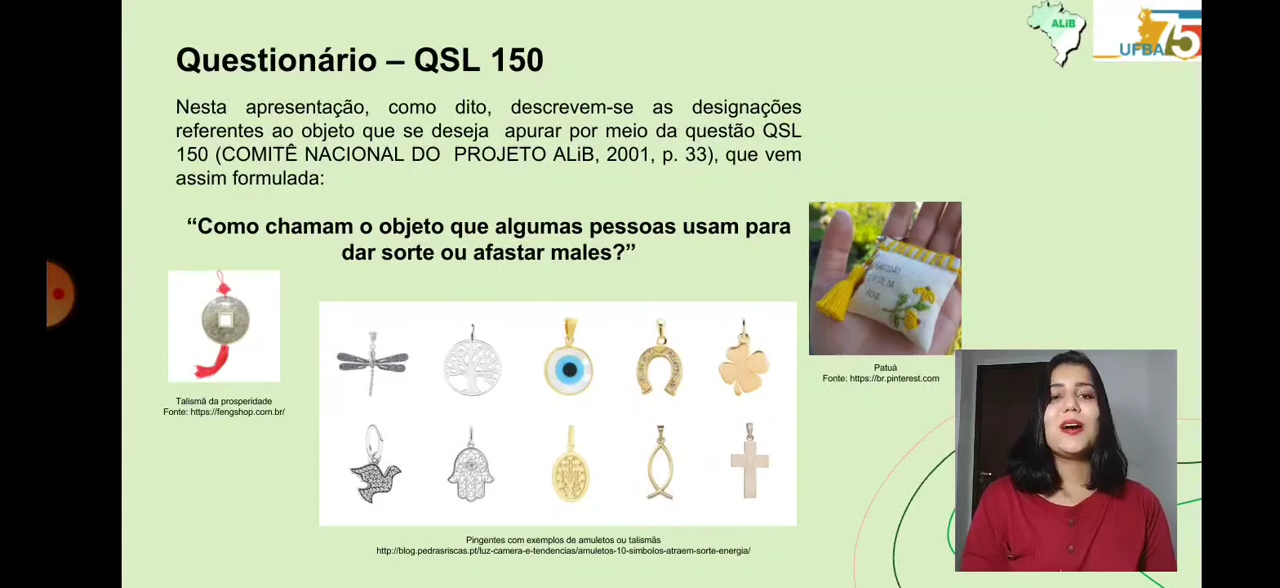 ALiB
75
UFBA
Questionário – QSL 150
Nesta apresentação, como dito, descrevem-se as designações
referentes ao objeto que se deseja apurar por meio da questão QSL
150 (COMITÊ NACIONAL DO PROJETO ALiB, 2001, p. 33), que vem
assim formulada:
“Como chamam o objeto que algumas pessoas usam para
dar sorte ou afastar males?”
Talismã da prosperidade
Fonte: https://fengshop.com.br/
Patuá
Fonte: https://br.pinterest.com
Pingentes com exemplos de amuletos ou talismãs
http://blog.pedrasriscas.pt/luz-camera-e-tendencias/amuletos-10-simbolos-atraem-sorte-energia/